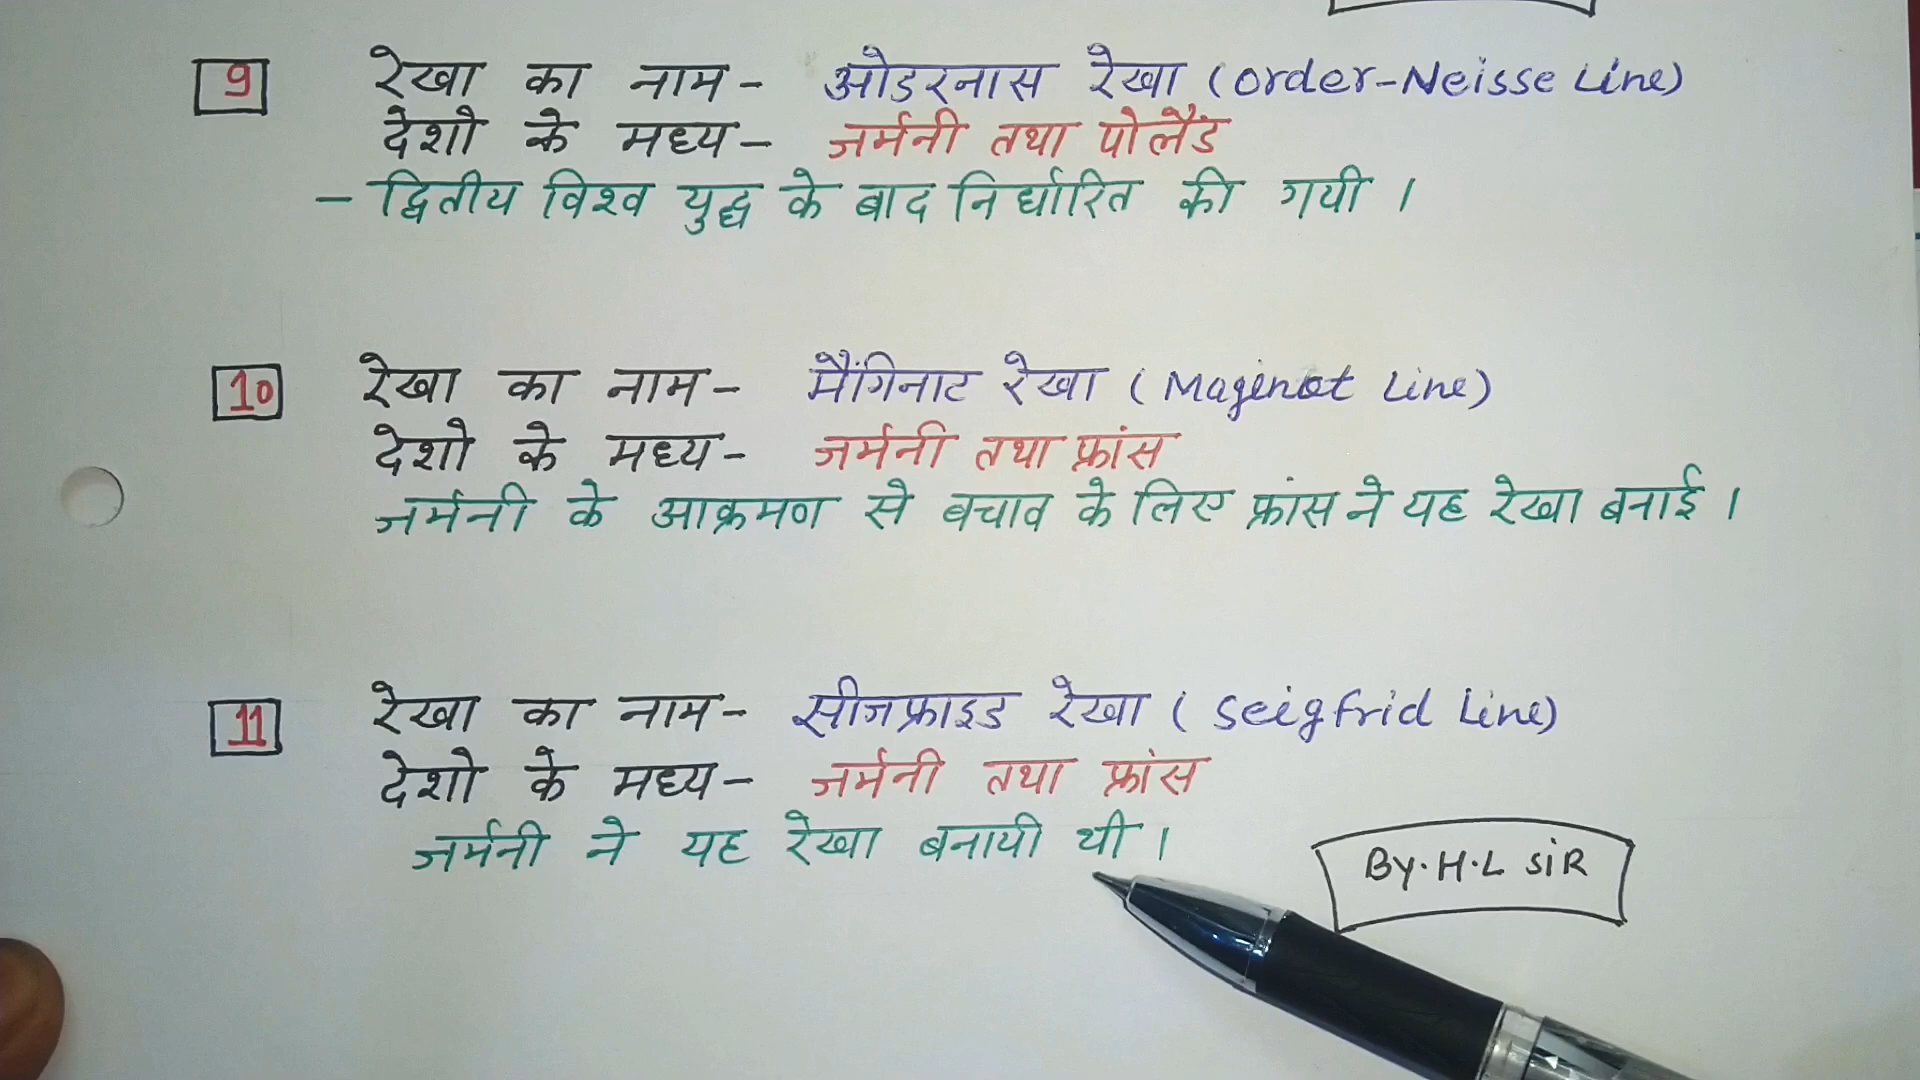 9 रेखा का नाम- ओडरनास रेखा (Order-Neisse Line)
देशो के मध्य- जर्मनी तथा पोलैंड
- द्वितीय विश्व युद्ध के बाद निर्धारित की गयी ।
10 रेखा का नाम- मैंगिनाट रेखा (Maginot Line)
देशो के मध्य- जर्मनी तथा फ्रांस
जर्मनी के आक्रमण से बचाव के लिए फ्रांस ने यह रेखा बनाई ।
11 रेखा का नाम- सीजफ्राइड रेखा (Seigfrid Line)
देशो के मध्य- जर्मनी तथा फ्रांस
जर्मनी ने यह रेखा बनायी थी ।
By. H.L SIR